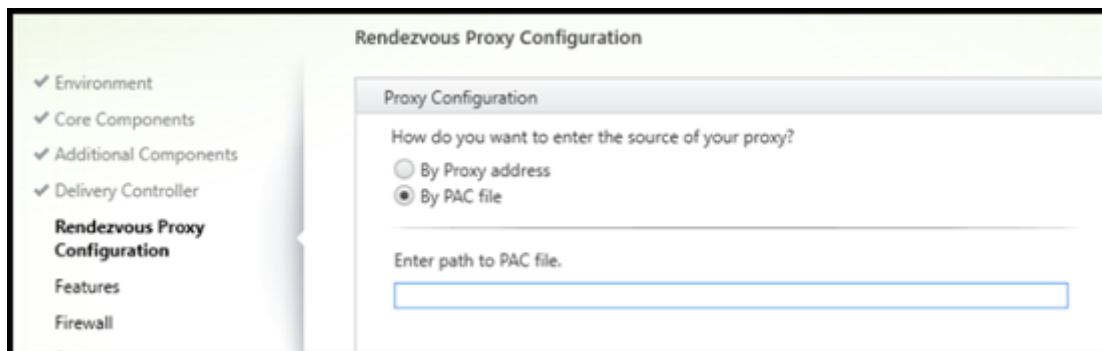 Rendezvous Proxy Configuration
Environment
Core Components
Additional Components
Delivery Controller
Rendezvous Proxy
Configuration
Features
Firewall
Proxy Configuration
How do you want to enter the source of your proxy?
By Proxy address
By PAC file
Enter path to PAC file.